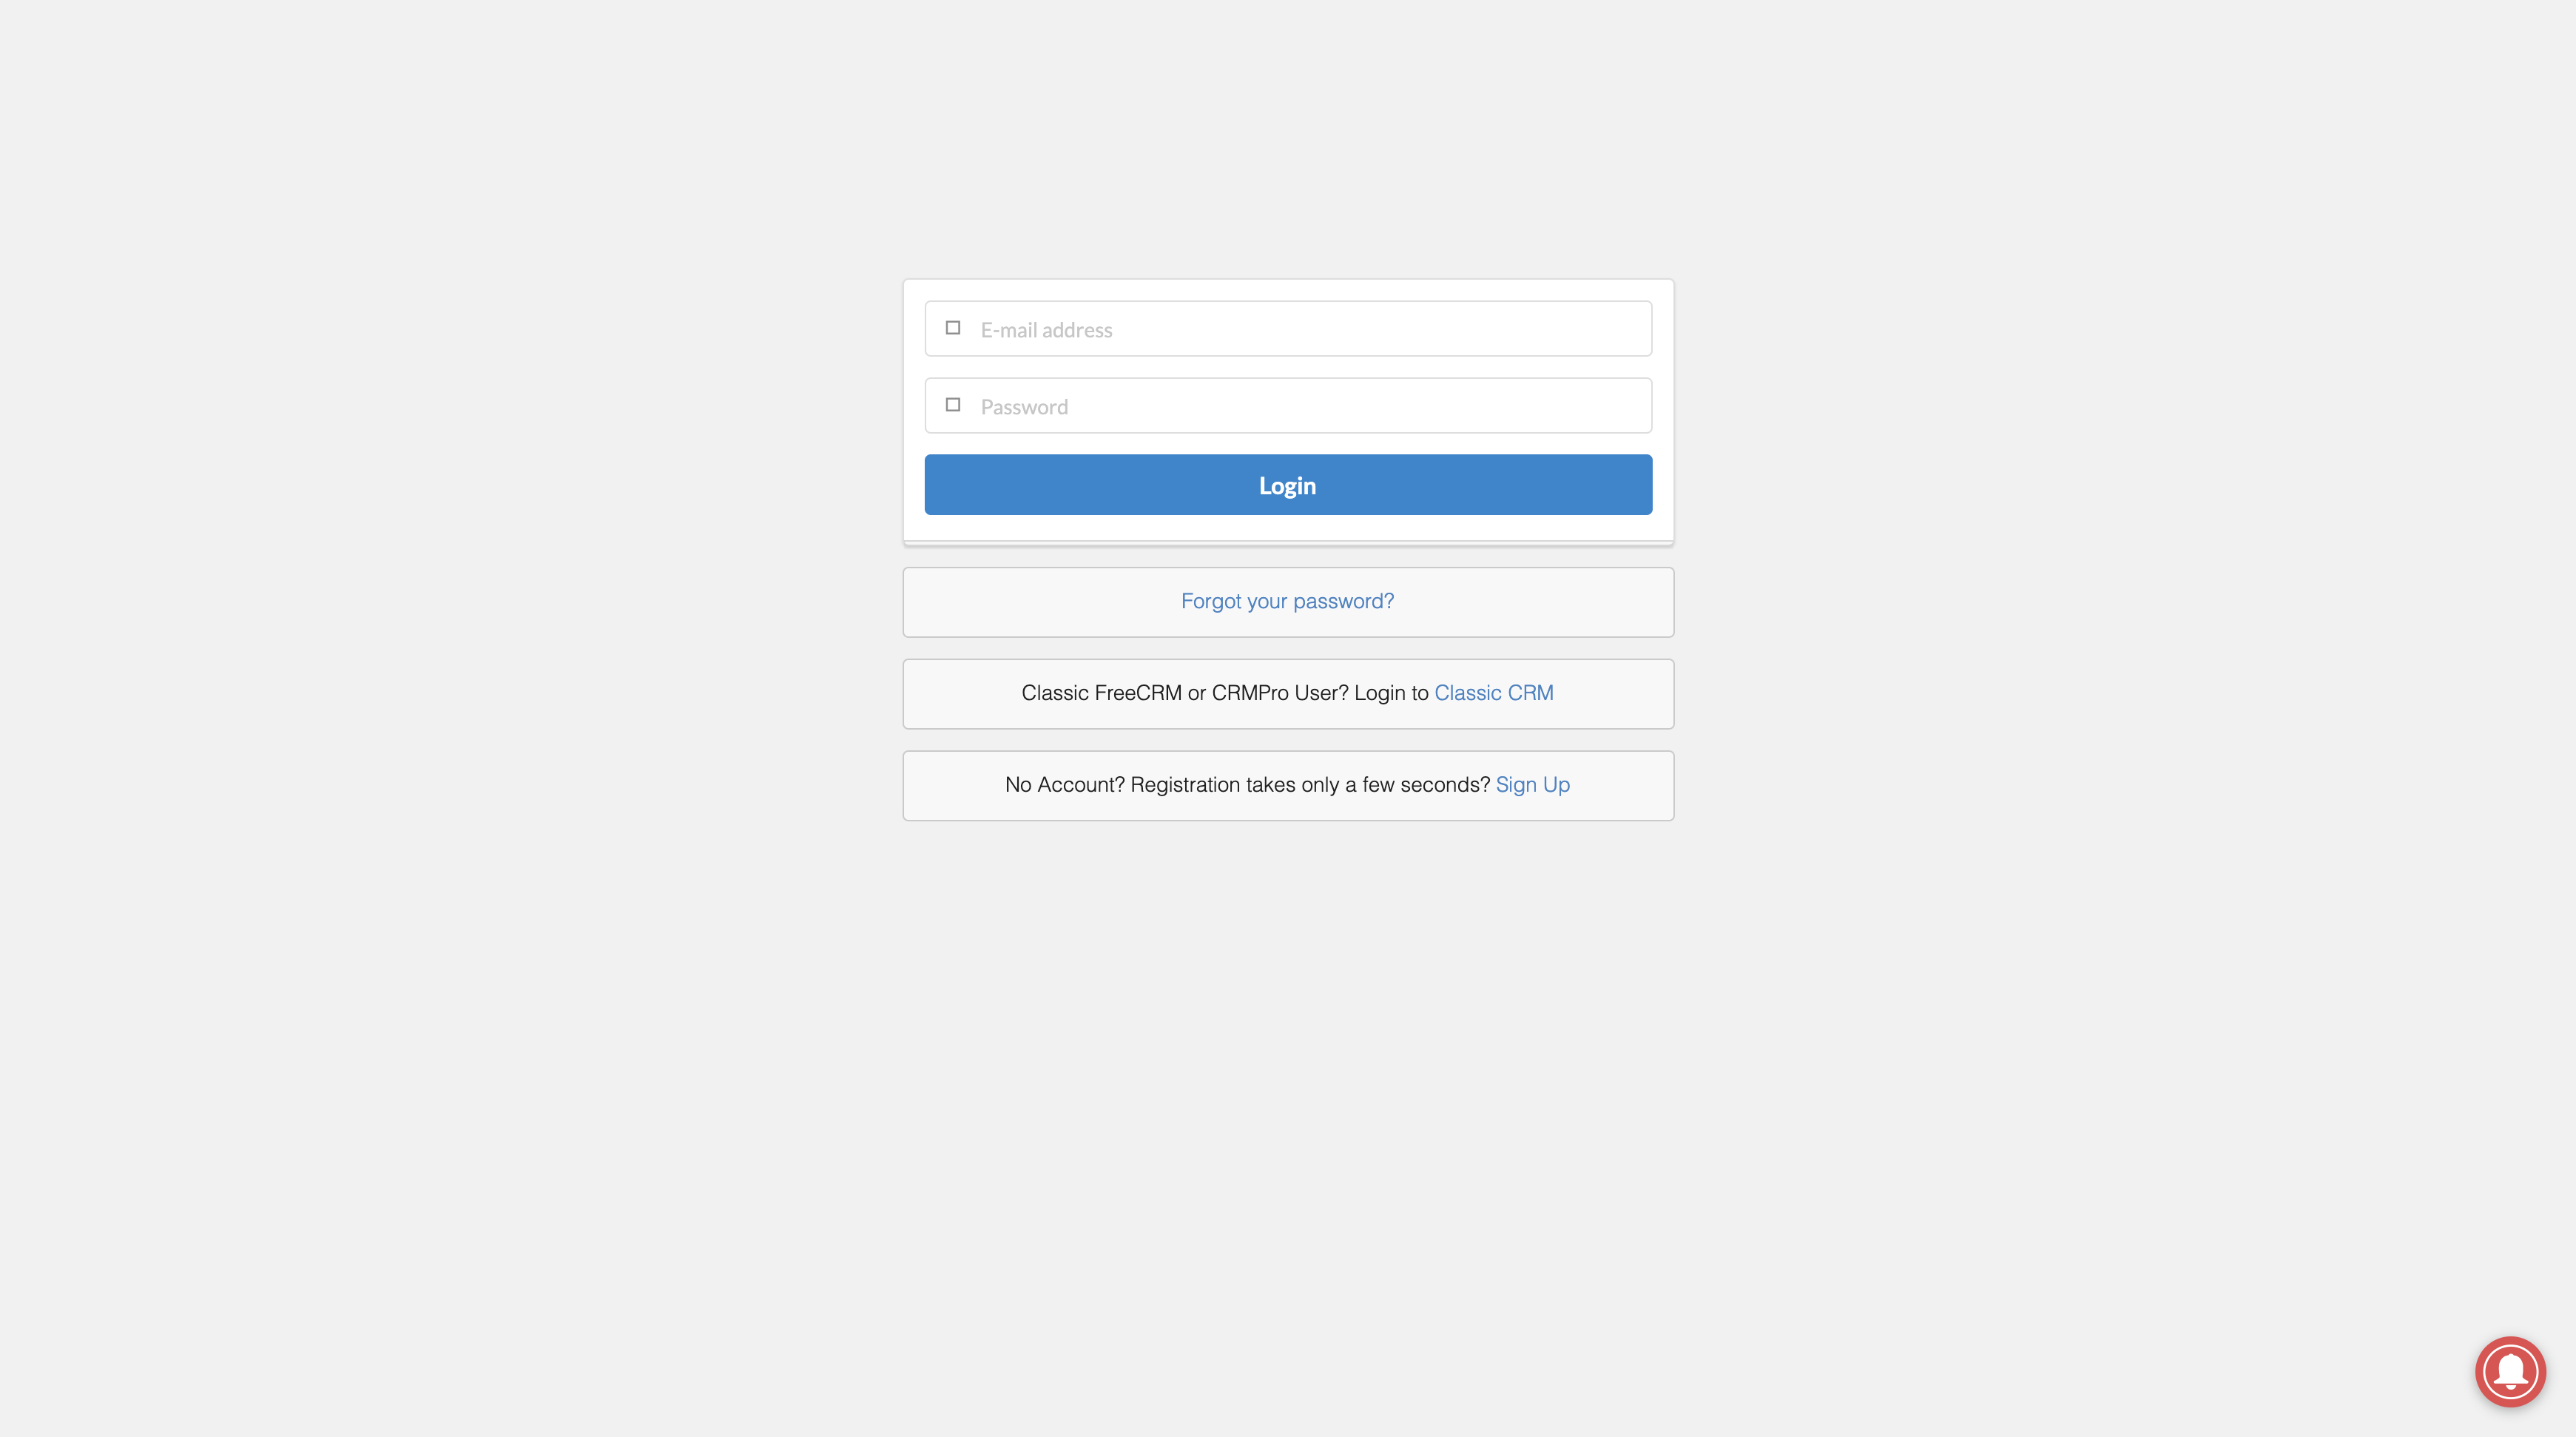 E-mail address
Password
Login
Forgot your password?
Classic FreeCRM or CRMPro User? Login to Classic CRM
No Account? Registration takes only a few seconds? Sign Up